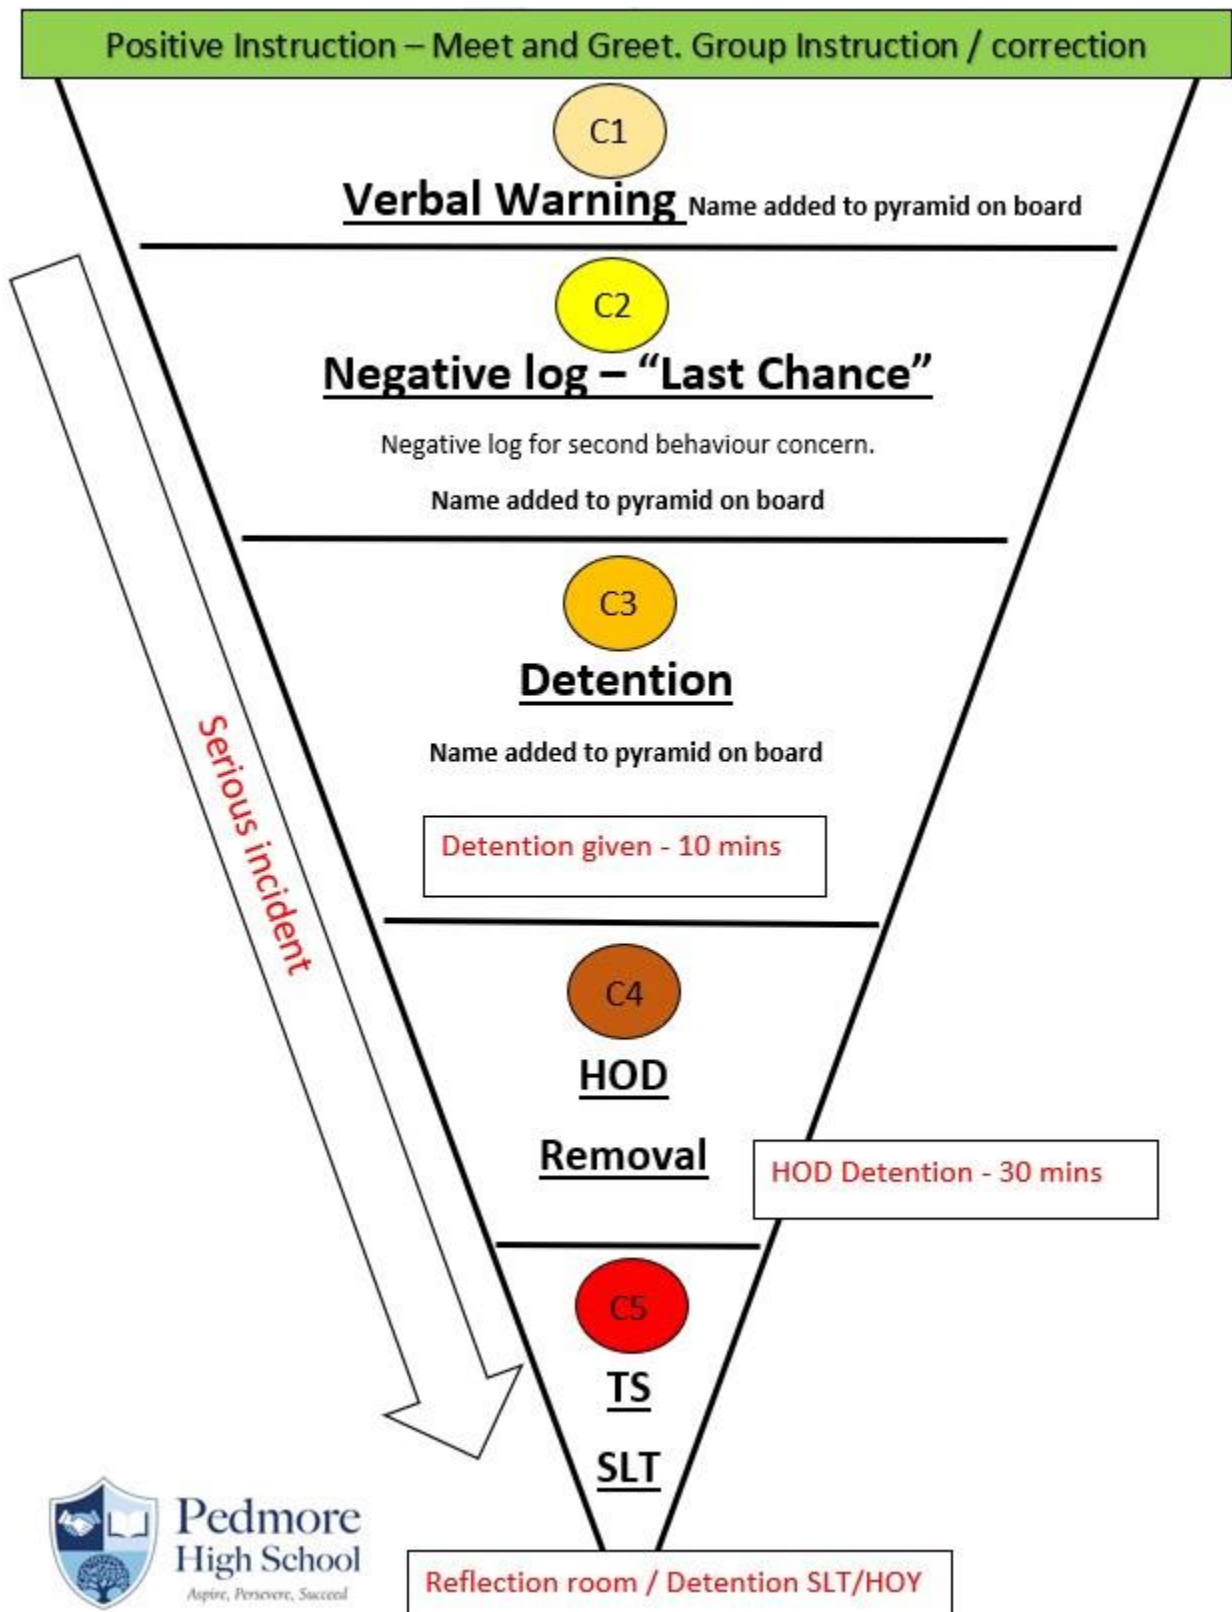 Positive Instruction – Meet and Greet. Group Instruction / correction
C1
Verbal Warning Name added to pyramid on board
C2
Negative log – “Last Chance”
Negative log for second behaviour concern.
Name added to pyramid on board
C3
Detention
Name added to pyramid on board
Detention given - 10 mins
Serious incident
C4
HOD
Removal
HOD Detention - 30 mins
C5
TS
SLT
Reflection room / Detention SLT/HOY
Pedmore
High School
Aspire, Persevere, Succeed